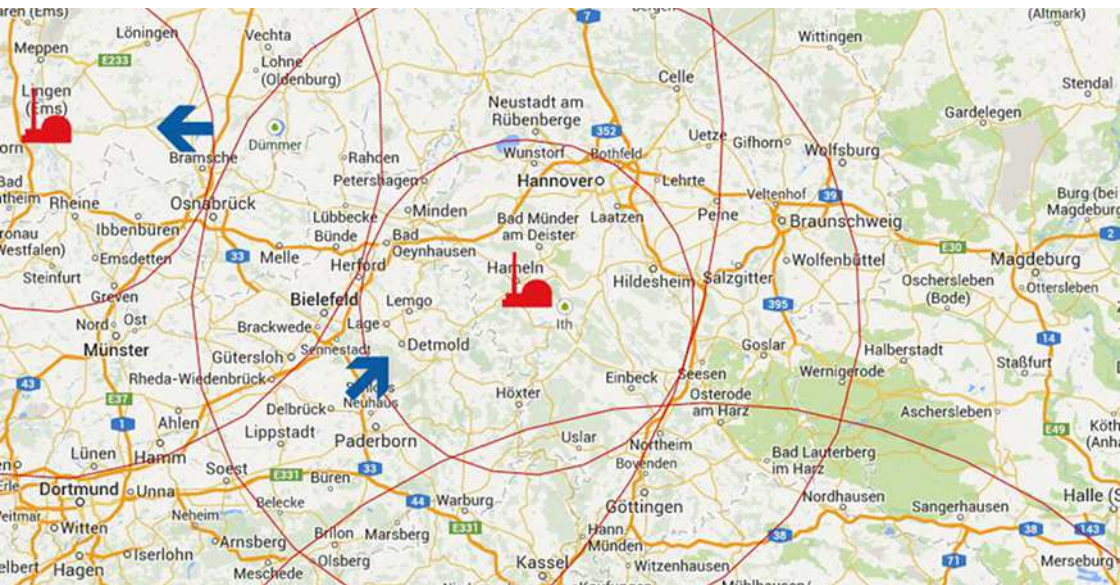 (Ems)
Löningen
Vechta
7
Wittingen
(Altmark)
Meppen
E233
Lohne
(Oldenburg)
Celle
Stendal
Lingen
(Ems)
Neustadt am
Rübenberge
Gardelegen
Dümmer
352
Uetze
Gifhorn
Wolfsburg
Bramsche
Rahden
Wunstorf
Bothfeld
Bad
Petershagen
Hannover
Lehrte
Veltenhof
39
Burg (bei
Magdeburg
Rheine
Osnabrück
Lübbecke
Minden
Bad Münder
am Deister
Laatzen
Peine
Braunschweig
2
Ibbenbüren
Bünde
Bad
Oeynhausen
E30
Westfalen)
Emsdetten
33
Melle
Herford
Hameln
Hildesheim
Salzgitter
Wolfenbüttel
Magdeburg
Steinfurt
Oschersleben
(Bode)
Ottersleben
Greven
Bielefeld
Lemgo
395
Nord
Ost
Brackwede
Lage
Ith
14
Münster
Gütersloh
Sennestadt
Detmold
Goslar
Halberstadt
Staßfurt
43
Rheda-Wiedenbrück
Schloss
Neuhaus
Höxter
Einbeck
Seesen
Wernigerode
E37
Delbrück
Osterode
am Harz
Aschersleben
1
Ahlen
Lippstadt
Paderborn
Uslar
Northeim
E49
Lünen
Hamm
Bovenden
Bad Lauterberg
im Harz
Soest
E331
Büren
33
Dortmund
Unna
Belecke
44
Warburg
Göttingen
Nordhausen
Sangerhausen
Halle (S
Witten
Neheim
Brilon
Marsberg
E331
Hann
Münden
38
38
143
Arnsberg
Iserlohn
Olsberg
Kassel
Witzenhausen
71
Merseburg
Hagen
Meschede